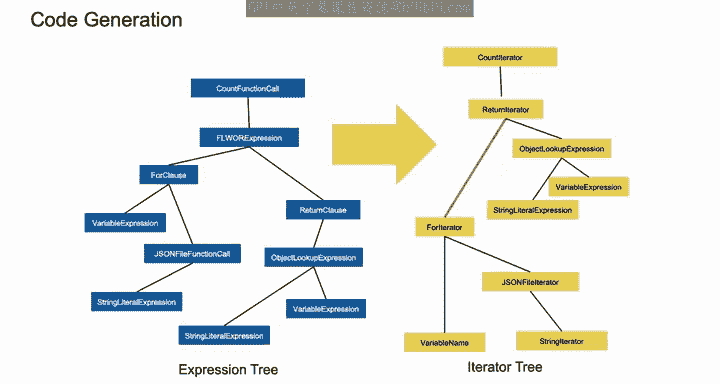 Code Generation
CountFunctionCall
FLWORExpression
ForClause
VariableExpression
ReturnClause
JSONFileFunctionCall
ObjectLookupExpression
StringLiteralExpression
VariableExpression
StringLiteralExpression
Expression Tree
CountIterator
ReturnIterator
ObjectLookupExpression
VariableExpression
StringLiteralExpression
ForIterator
JSONFileIterator
VariableName
StringIterator
Iterator Tree